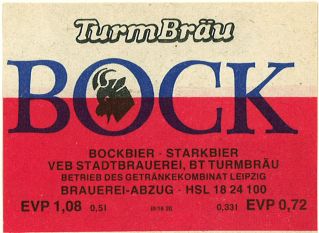 TurmBräu
BOCK
BOCKBIER - STARKBIER
VEB STADTBRAUEREI, BT TURMBRÄU
BETRIEB DES GETRÄNKEKOMBINAT LEIPZIG
BRAUEREI-ABZUG - HSL 18 24 100
EVP 1,08 0,5l 0,33l EVP 0,72